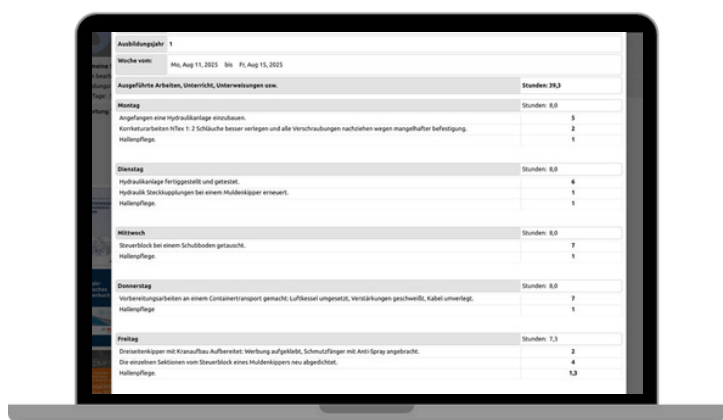 Ausbildungsjahr 1
Woche vom: Mo, Aug 11, 2025 bis Fr, Aug 15, 2025
Ausgeführte Arbeiten, Unterricht, Unterweisungen usw. Stunden: 39,3
Montag Stunden: 8,0
Angefangen eine Hydraulikanlage einzubauen. 5
Korrketurarbeiten NTex 1: 2 Schläuche besser verlegen und alle Verschraubungen nachziehen wegen mangelhafter befestigung. 2
Hallenpflege. 1
Dienstag Stunden: 8,0
Hydraulikanlage fertiggestellt und getestet. 6
Hydraulik Steckkupplungen bei einem Muldenkipper erneuert. 1
Hallenpflege. 1
Mittwoch Stunden: 8,0
Steuerblock bei einem Schubboden getauscht. 7
Hallenpflege. 1
Donnerstag Stunden: 8,0
Vorbereitungsarbeiten an einem Containertransport gemacht: Luftkessel umgesetzt, Verstärkungen geschweißt, Kabel umverlegt. 7
Hallenpflege 1
Freitag Stunden: 7,3
Dreiseitenkipper mit Kranaufbau Aufbereitet: Werbung aufgeklebt, Schmutzfänger mit Anti-Spray angebracht. 2
Die einzelnen Sektionen vom Steuerblock eines Muldenkippers neu abgedichtet. 4
Hallenpflege. 1,3